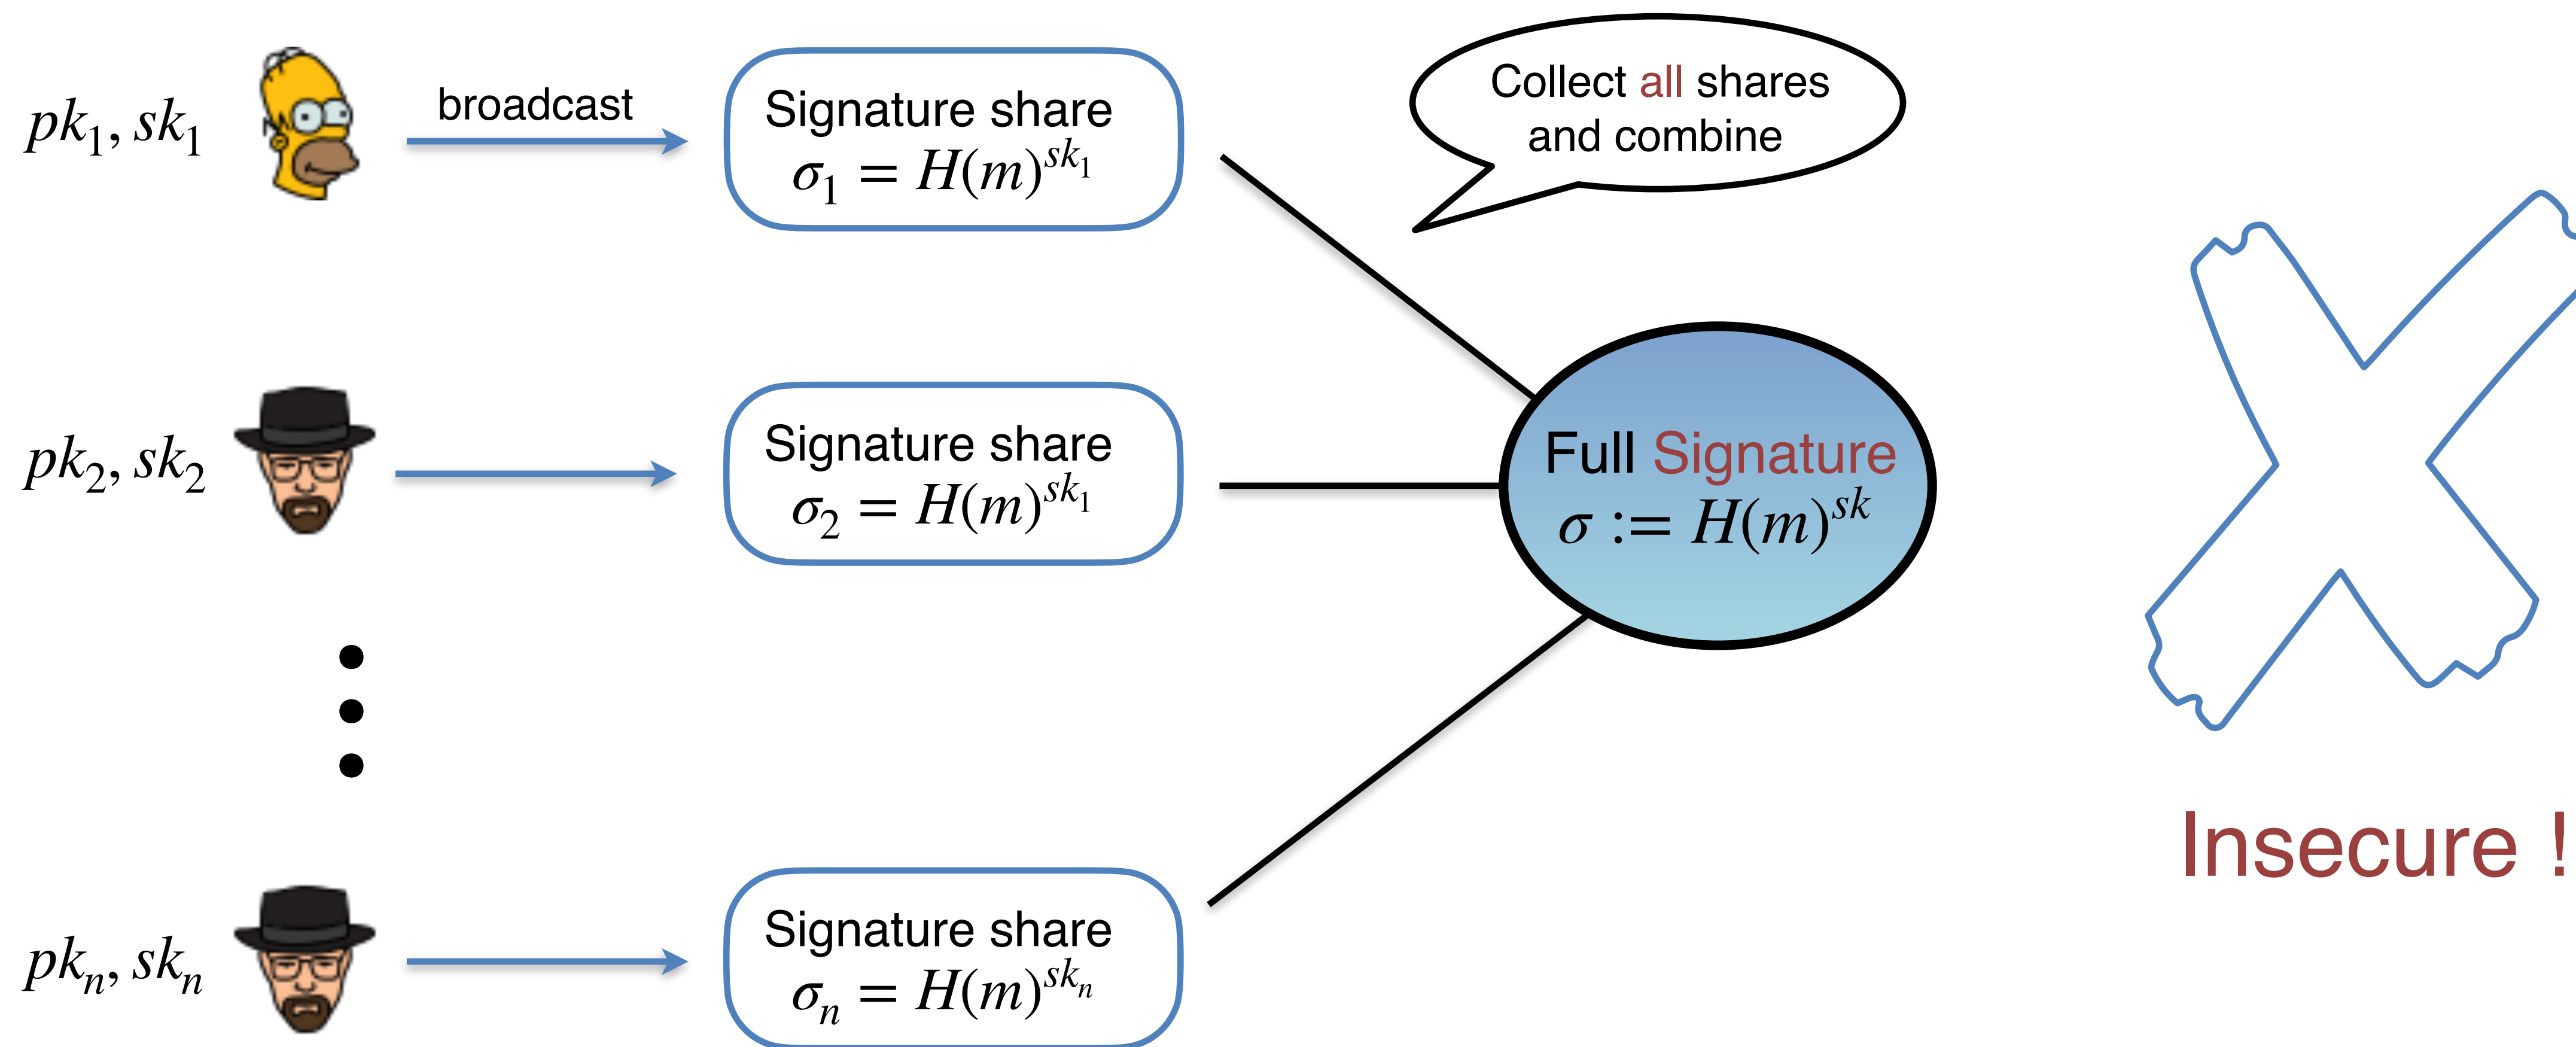 pk₁, sk₁
broadcast
Signature share
σ₁ = H(m)^{sk₁}
Collect all shares
and combine
pk₂, sk₂
Signature share
σ₂ = H(m)^{sk₁}
Full Signature
σ := H(m)^{sk}
Insecure !
pkₙ, skₙ
Signature share
σₙ = H(m)^{skₙ}